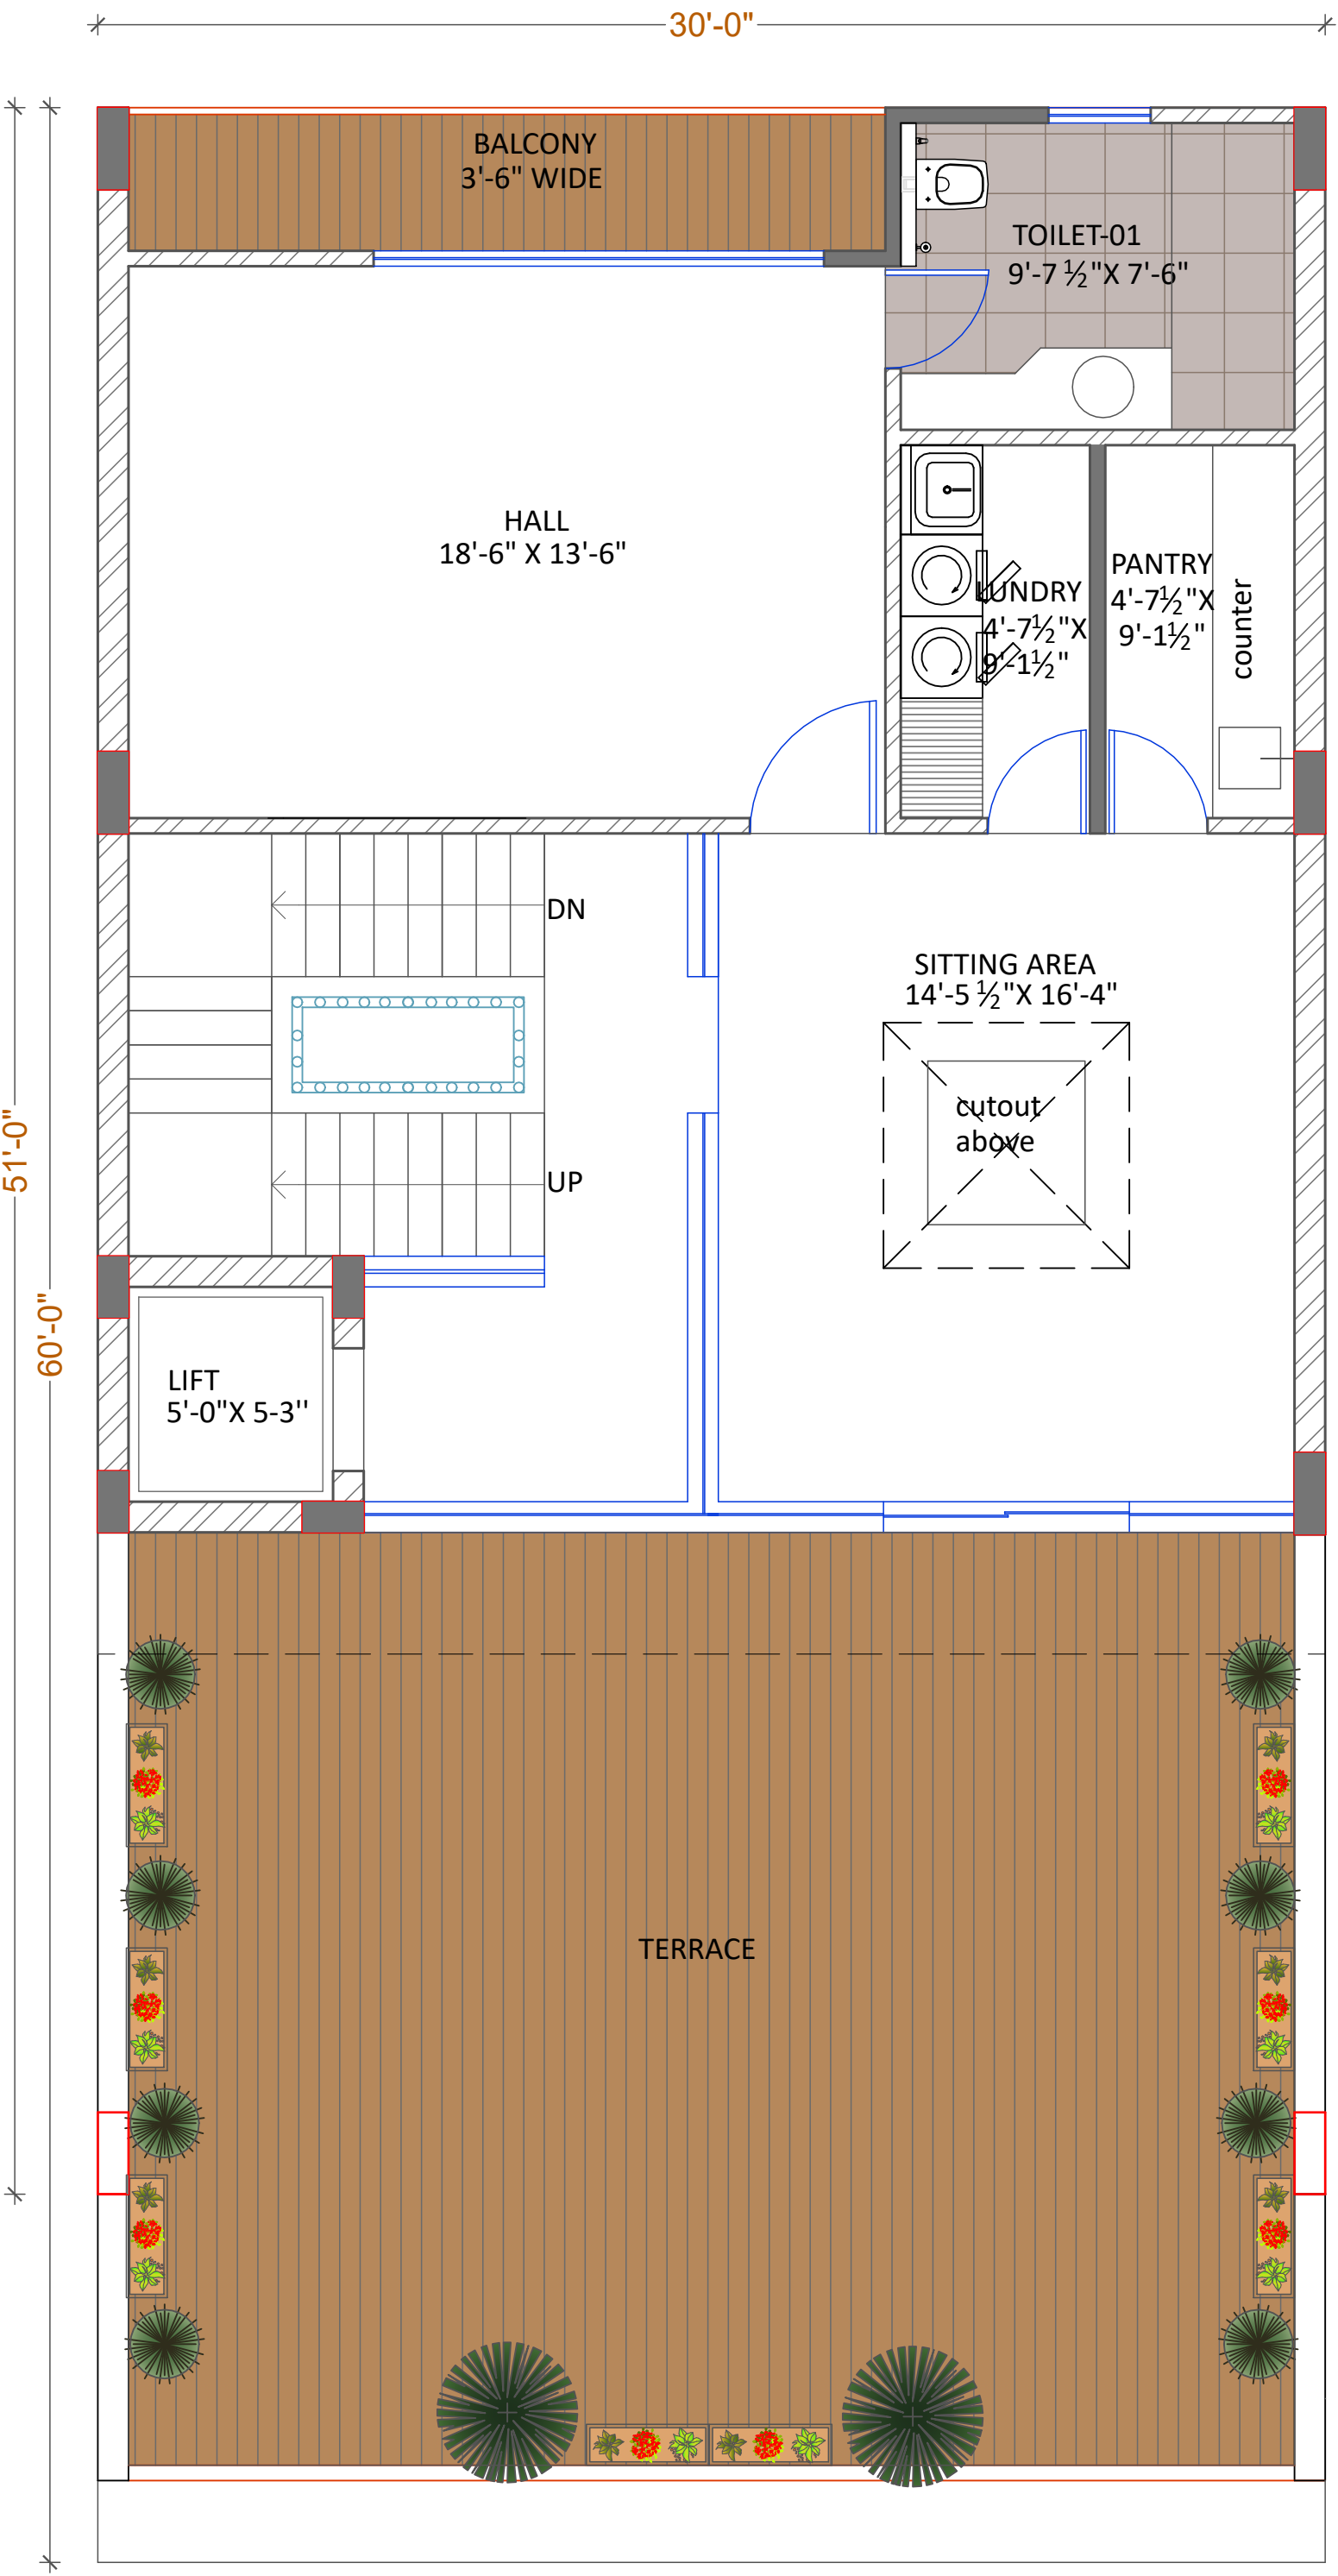 30'-0"
BALCONY
3'-6" WIDE
TOILET-01
9'-7 ½"X 7'-6"
HALL
18'-6" X 13'-6"
LUNDRY
4'-7½"X
9'-1½"
PANTRY
4'-7½"X
9'-1½"
counter
DN
SITTING AREA
14'-5 ½"X 16'-4"
cutout
above
UP
51'-0"
60'-0"
LIFT
5'-0"X 5-3''
TERRACE